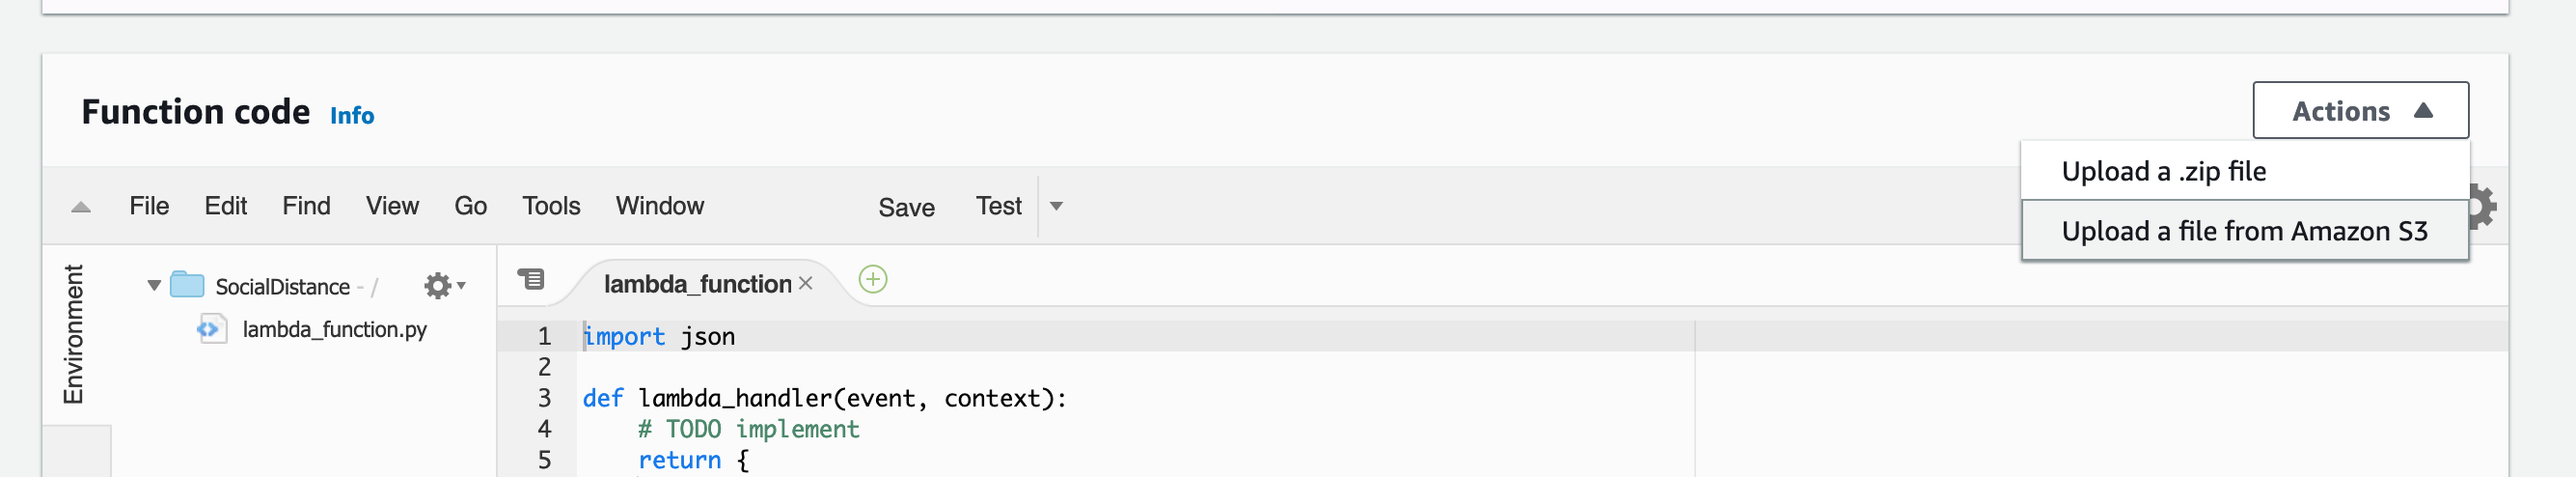 Function code Info
Actions
Upload a .zip file
Upload a file from Amazon S3
File Edit Find View Go Tools Window Save Test
Environment
SocialDistance - /
lambda_function.py
lambda_function
1 import json
2
3 def lambda_handler(event, context):
4 # TODO implement
5 return {